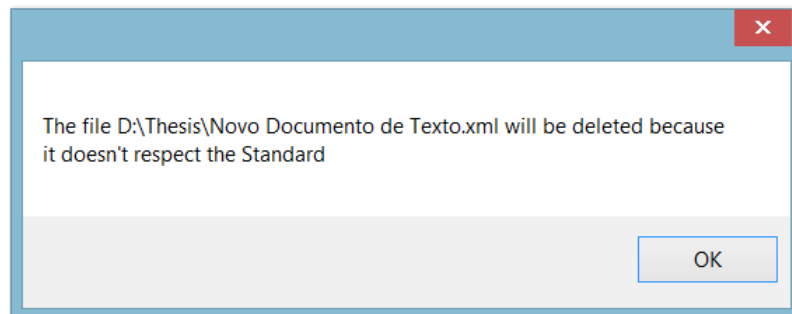 The file D:\Thesis\Novo Documento de Texto.xml will be deleted because
it doesn't respect the Standard
OK